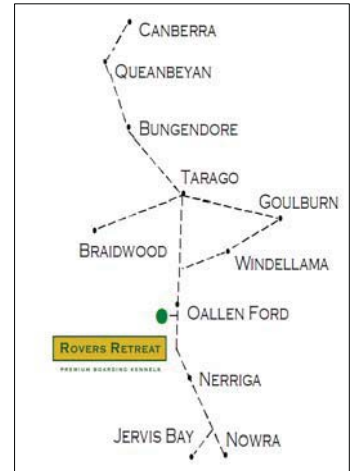 CANBERRA
QUEANBEYAN
BUNGENDORE
TARAGO
GOULBURN
BRAIDWOOD
WINDELLAMA
OALLEN FORD
ROVERS RETREAT
PREMIUM BOARDING KENNELS
NERRIGA
JERVIS BAY
NOWRA